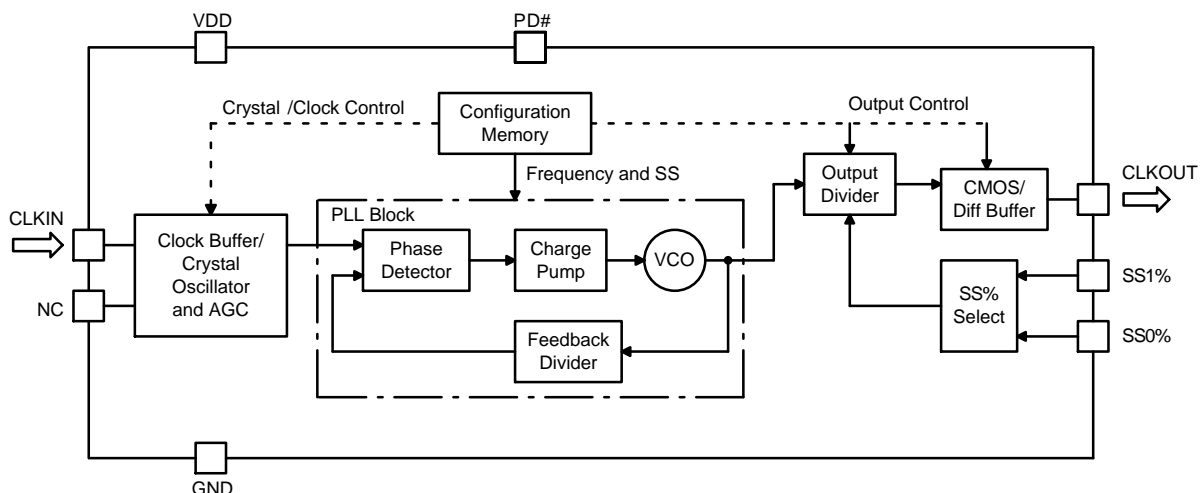 VDD
PD#
Crystal /Clock Control
Configuration
Memory
Output Control
Frequency and SS
CLKIN
NC
Clock Buffer/
Crystal
Oscillator
and AGC
PLL Block
Phase
Detector
Charge
Pump
VCO
Feedback
Divider
Output
Divider
CMOS/
Diff Buffer
CLKOUT
SS%
Select
SS1%
SS0%
GND